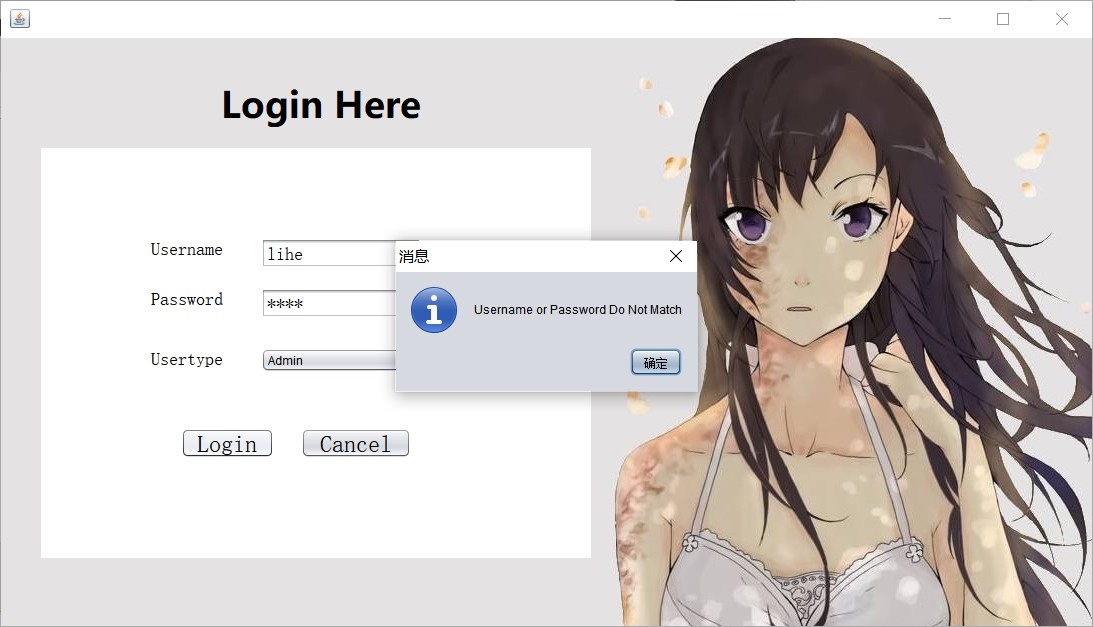 Login Here
Username
lihe
Password
****
Usertype
Admin
Login
Cancel
消息
Username or Password Do Not Match
确定